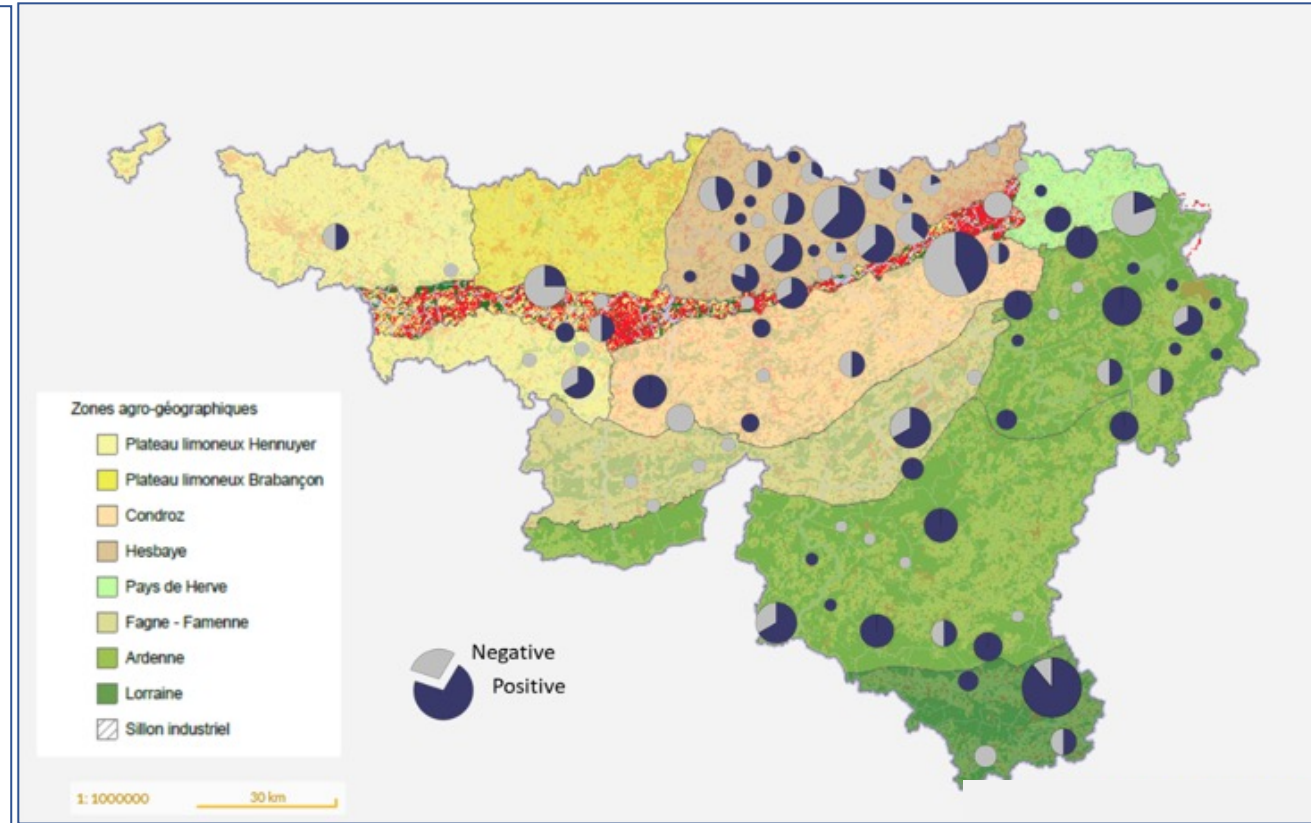 Zones agro-géographiques
Plateau limoneux Hennuyer
Plateau limoneux Brabançon
Condroz
Hesbaye
Pays de Herve
Fagne - Famenne
Ardenne
Lorraine
Sillon industriel
Negative
Positive
1: 1000000
30 km